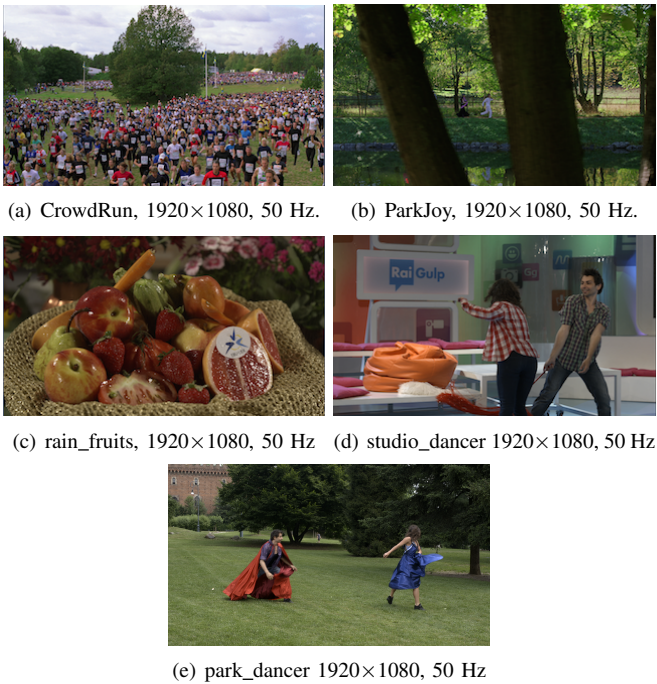 (a) CrowdRun, 1920×1080, 50 Hz.
(b) ParkJoy, 1920×1080, 50 Hz.
Rai Gulp
(c) rain_fruits, 1920×1080, 50 Hz
(d) studio_dancer 1920×1080, 50 Hz
(e) park_dancer 1920×1080, 50 Hz